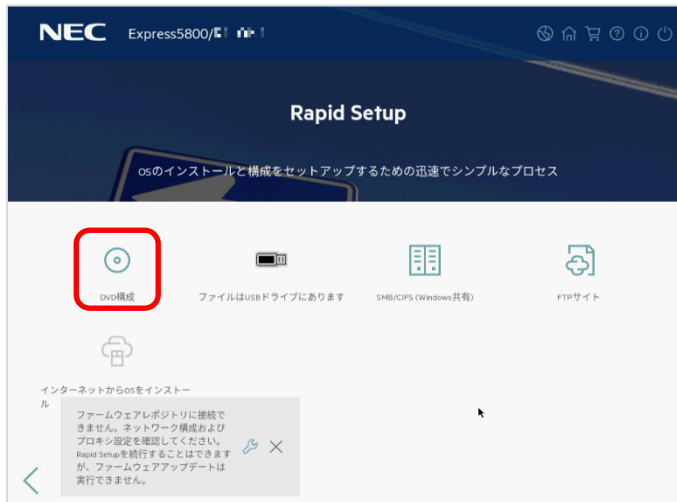 NEC Express5800/
Rapid Setup
osのインストールと構成をセットアップするための迅速でシンプルなプロセス
DVD構成
ファイルはUSBドライブにあります
SMB/CIFS (Windows共有)
FTPサイト
インターネットからosをインストー
ル
ファームウェアレポジトリに接続で
きません。ネットワーク構成および
プロキシ設定を確認してください。
Rapid Setupを続行することはできます
が、ファームウェアアップデートは
実行できません。